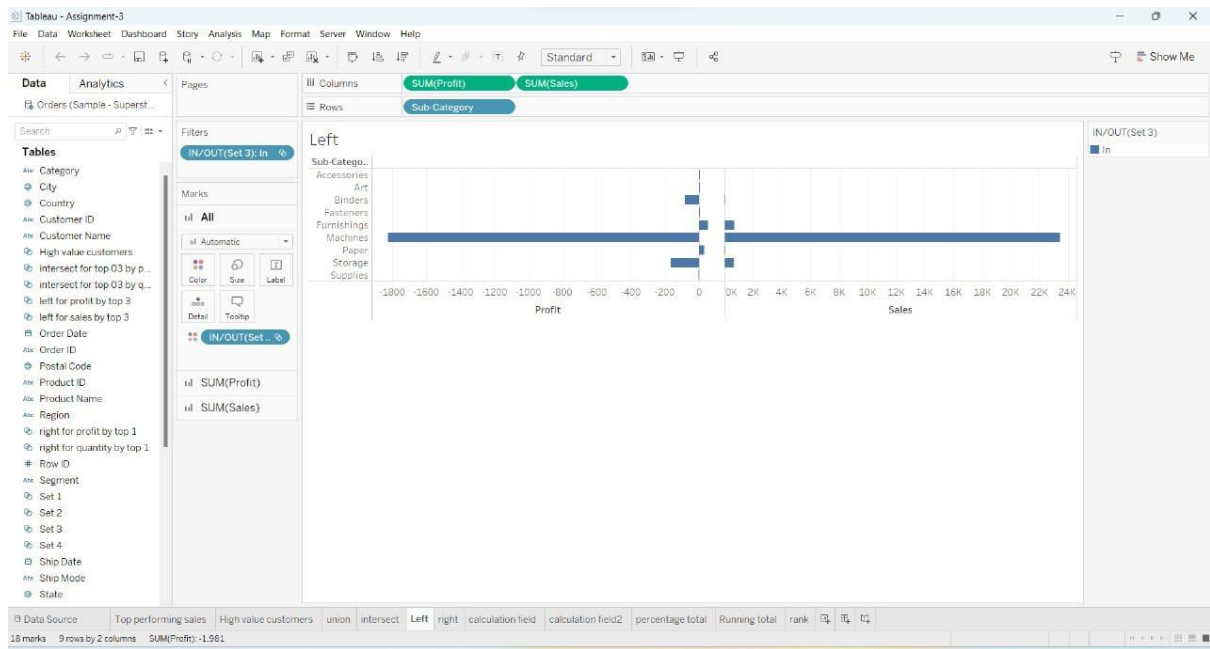 Tableau - Assignment-3
File Data Worksheet Dashboard Story Analysis Map Format Server Window Help
Standard
Show Me
Data Analytics
Orders (Sample - Superst...
Search
Tables
Abc Category
City
Country
Abc Customer ID
Abc Customer Name
High value customers
intersect for top 03 by p...
intersect for top 03 by q...
left for profit by top 3
left for sales by top 3
Order Date
Abc Order ID
Postal Code
Abc Product ID
Abc Product Name
Abc Region
right for profit by top 1
right for quantity by top 1
# Row ID
Abc Segment
Set 1
Set 2
Set 3
Set 4
Ship Date
Abc Ship Mode
State
Pages
Filters
IN/OUT(Set 3): In
Marks
All
Automatic
Color Size Label
Detail Tooltip
IN/OUT(Set ..
SUM(Profit)
SUM(Sales)
Columns SUM(Profit) SUM(Sales)
Rows Sub-Category
Left
Sub-Catego..
Accessories
Art
Binders
Fasteners
Furnishings
Machines
Paper
Storage
Supplies
-1800 -1600 -1400 -1200 -1000 -800 -600 -400 -200 0 0K 2K 4K 6K 8K 10K 12K 14K 16K 18K 20K 22K 24K
Profit Sales
IN/OUT(Set 3)
In
Data Source Top performing sales High value customers union intersect Left right calculation field calculation field2 percentage total Running total rank
18 marks 9 rows by 2 columns SUM(Profit): -1,981